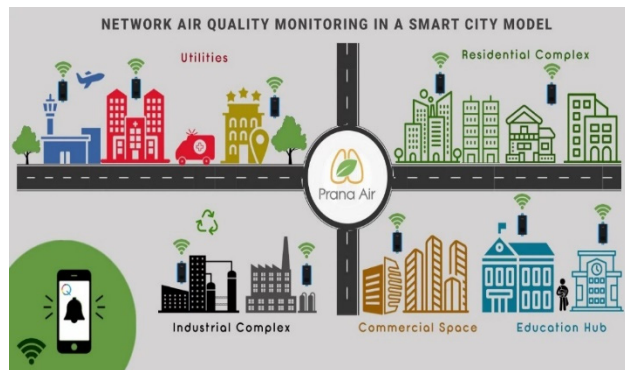 NETWORK AIR QUALITY MONITORING IN A SMART CITY MODEL
Utilities
Residential Complex
Prana Air
Industrial Complex
Commercial Space
Education Hub